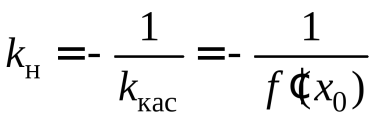 kн = - 1/kкас = - 1/f ¢(x0)